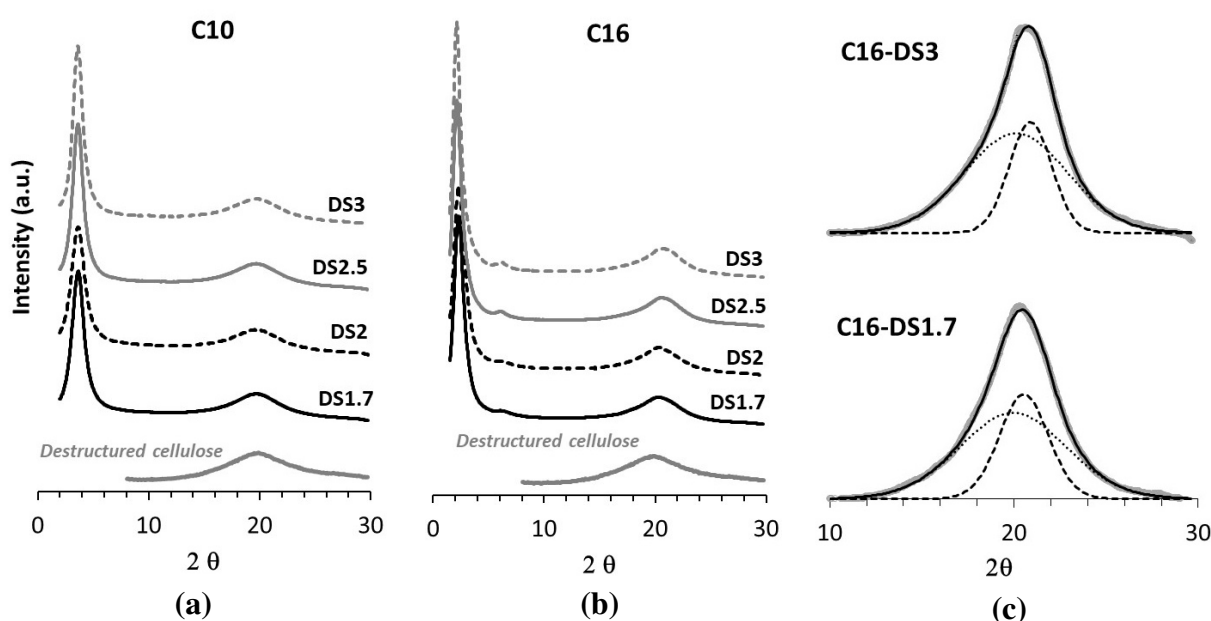 C10
Intensity (a.u.)
DS3
DS2.5
DS2
DS1.7
Destructured cellulose
0 10 20 30
2 θ
(a)
C16
DS3
DS2.5
DS2
DS1.7
Destructured cellulose
0 10 20 30
2 θ
(b)
C16-DS3
C16-DS1.7
10 20 30
2θ
(c)